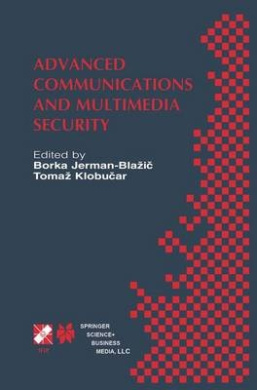 ADVANCED
COMMUNICATIONS
AND MULTIMEDIA
SECURITY
Edited by
Borka Jerman-Blažič
Tomaž Klobučar
SPRINGER
SCIENCE+
BUSINESS
MEDIA, LLC